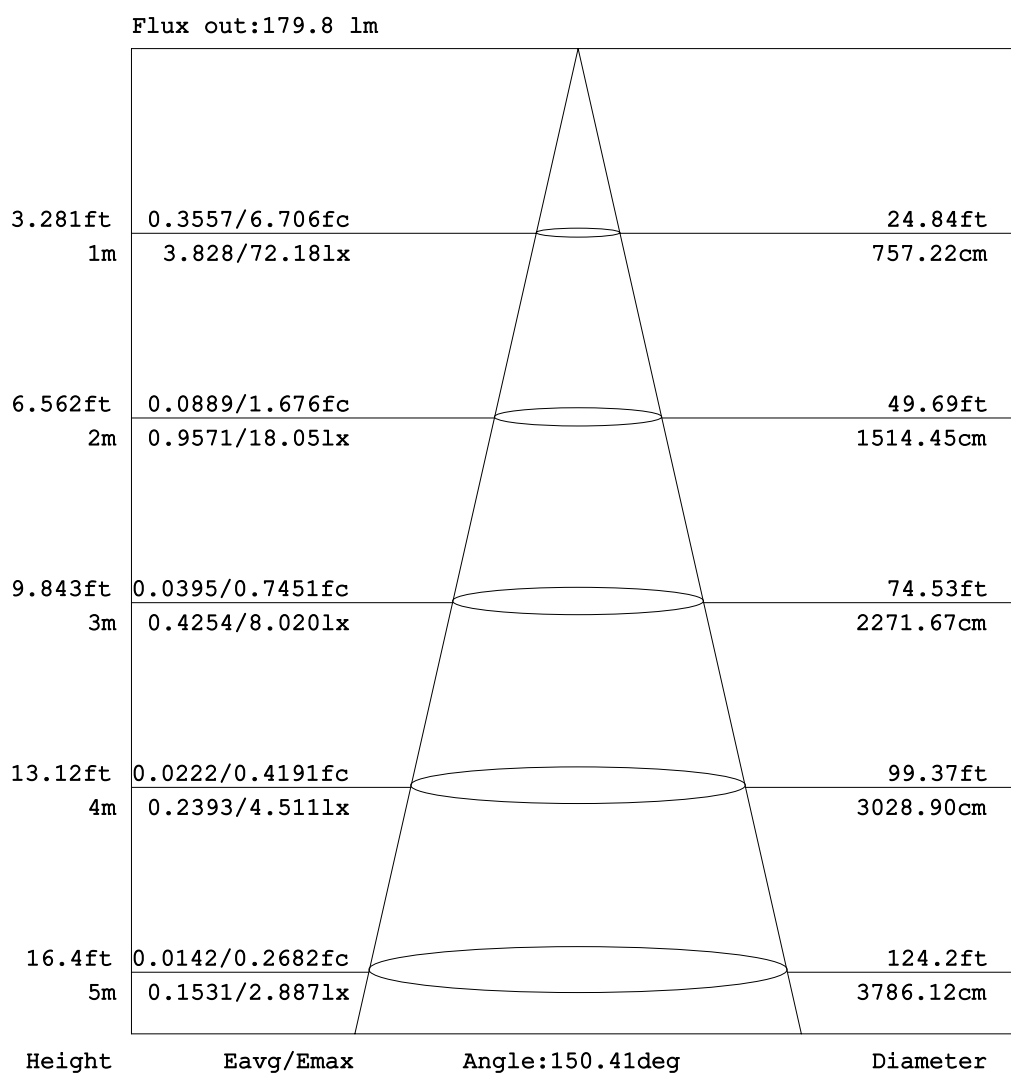 Flux out:179.8 lm
3.281ft 0.3557/6.706fc 24.84ft
1m 3.828/72.18lx 757.22cm
6.562ft 0.0889/1.676fc 49.69ft
2m 0.9571/18.05lx 1514.45cm
9.843ft 0.0395/0.7451fc 74.53ft
3m 0.4254/8.020lx 2271.67cm
13.12ft 0.0222/0.4191fc 99.37ft
4m 0.2393/4.511lx 3028.90cm
16.4ft 0.0142/0.2682fc 124.2ft
5m 0.1531/2.887lx 3786.12cm
Height Eavg/Emax Angle:150.41deg Diameter